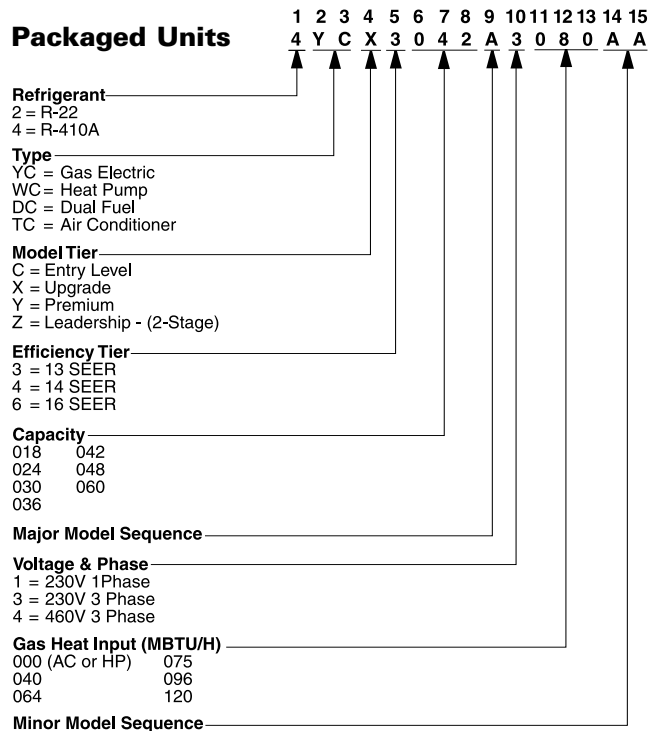 1 2 3 4 5 6 7 8 9 10 11 12 13 14 15
Packaged Units 4 Y C X 3 0 4 2 A 3 0 8 0 A A
Refrigerant
2 = R-22
4 = R-410A
Type
YC = Gas Electric
WC = Heat Pump
DC = Dual Fuel
TC = Air Conditioner
Model Tier
C = Entry Level
X = Upgrade
Y = Premium
Z = Leadership - (2-Stage)
Efficiency Tier
3 = 13 SEER
4 = 14 SEER
6 = 16 SEER
Capacity
018 042
024 048
030 060
036
Major Model Sequence
Voltage & Phase
1 = 230V 1Phase
3 = 230V 3 Phase
4 = 460V 3 Phase
Gas Heat Input (MBTU/H)
000 (AC or HP) 075
040 096
064 120
Minor Model Sequence